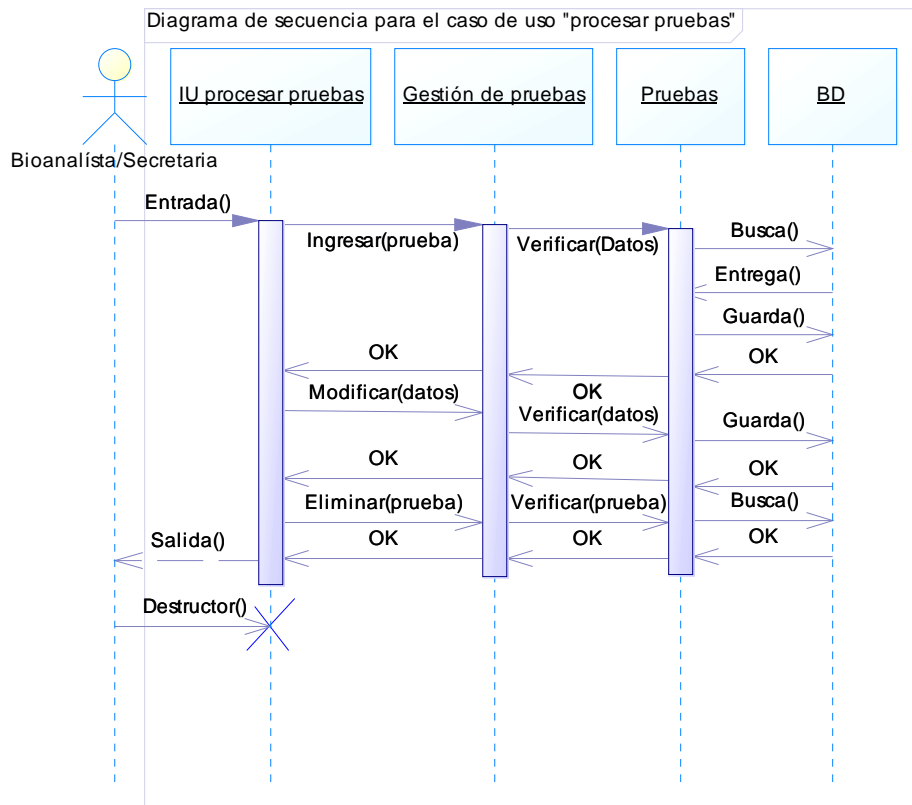 Diagrama de secuencia para el caso de uso "procesar pruebas"
IU procesar pruebas
Gestión de pruebas
Pruebas
BD
Bioanalísta/Secretaria
Entrada()
Ingresar(prueba)
Verificar(Datos)
Busca()
Entrega()
Guarda()
OK
OK
OK
Modificar(datos)
Verificar(datos)
Guarda()
OK
OK
OK
Eliminar(prueba)
Verificar(prueba)
Busca()
Salida()
OK
OK
OK
Destructor()